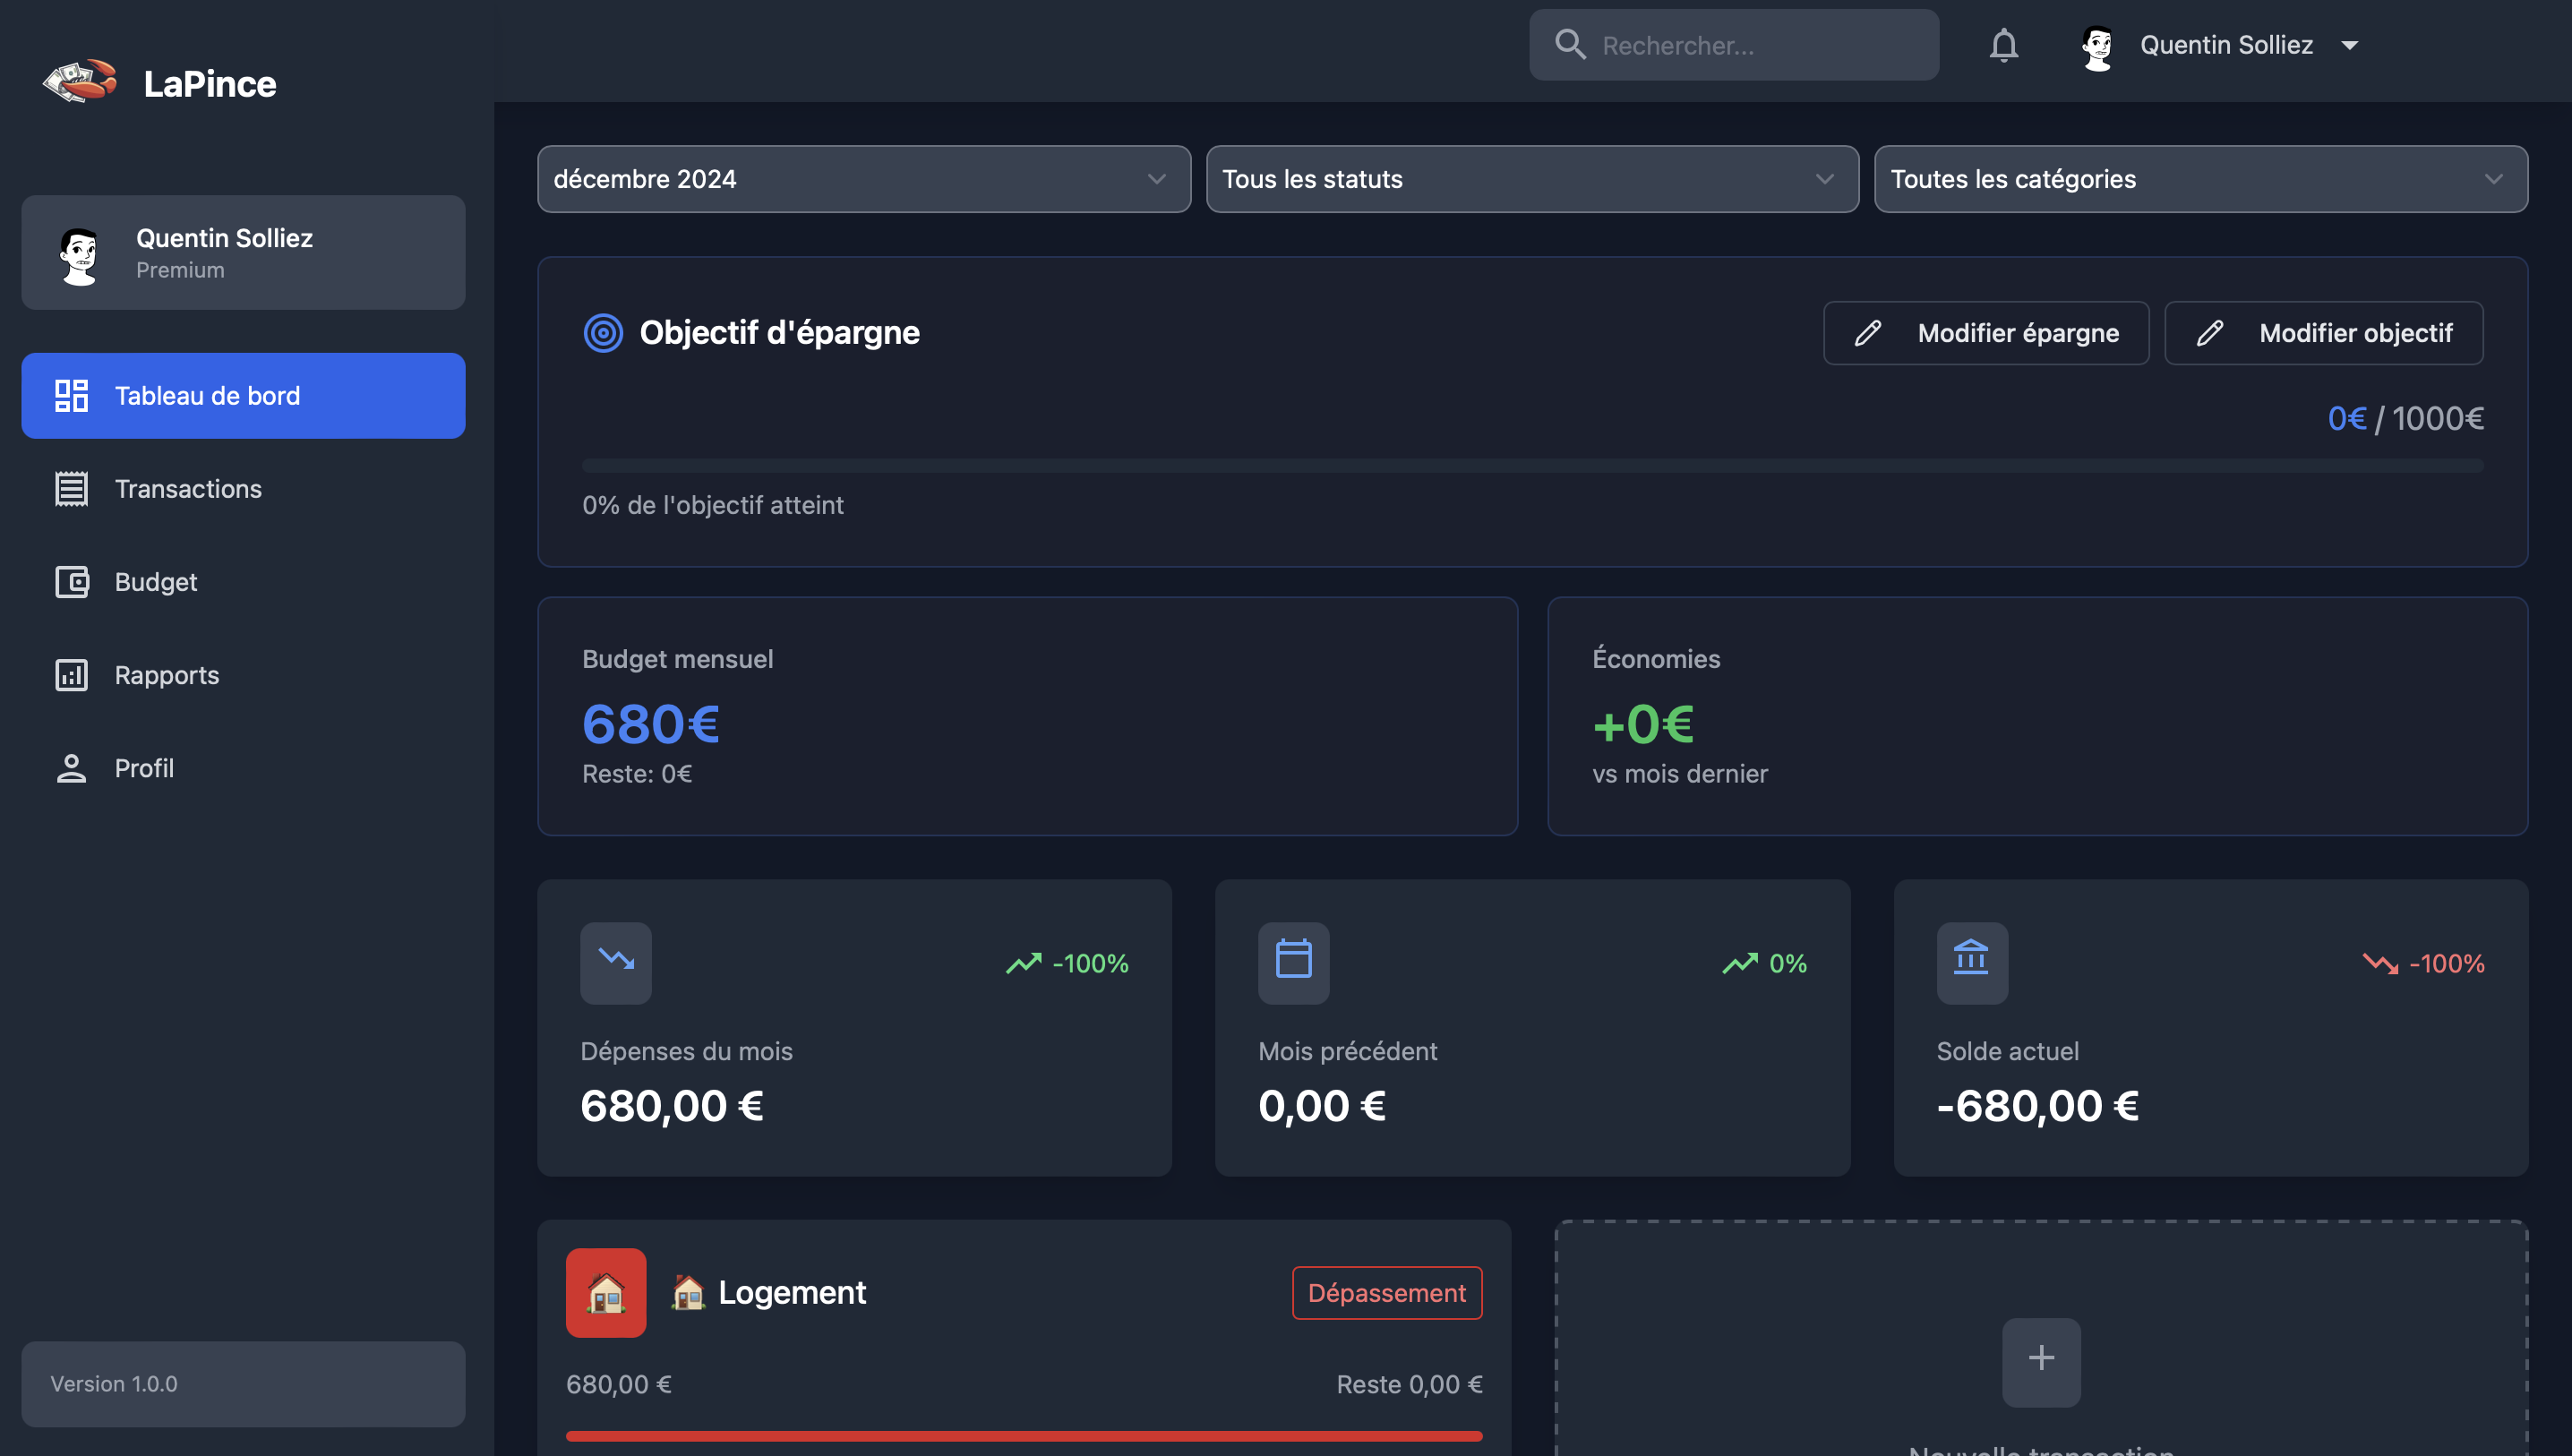 LaPince
Rechercher...
Quentin Solliez
Quentin Solliez
Premium
Tableau de bord
Transactions
Budget
Rapports
Profil
Version 1.0.0
décembre 2024
Tous les statuts
Toutes les catégories
Objectif d'épargne
Modifier épargne
Modifier objectif
0€ / 1000€
0% de l'objectif atteint
Budget mensuel
680€
Reste: 0€
Économies
+0€
vs mois dernier
-100%
Dépenses du mois
680,00 €
0%
Mois précédent
0,00 €
-100%
Solde actuel
-680,00 €
Logement
Dépassement
680,00 €
Reste 0,00 €
Nouvelle transaction